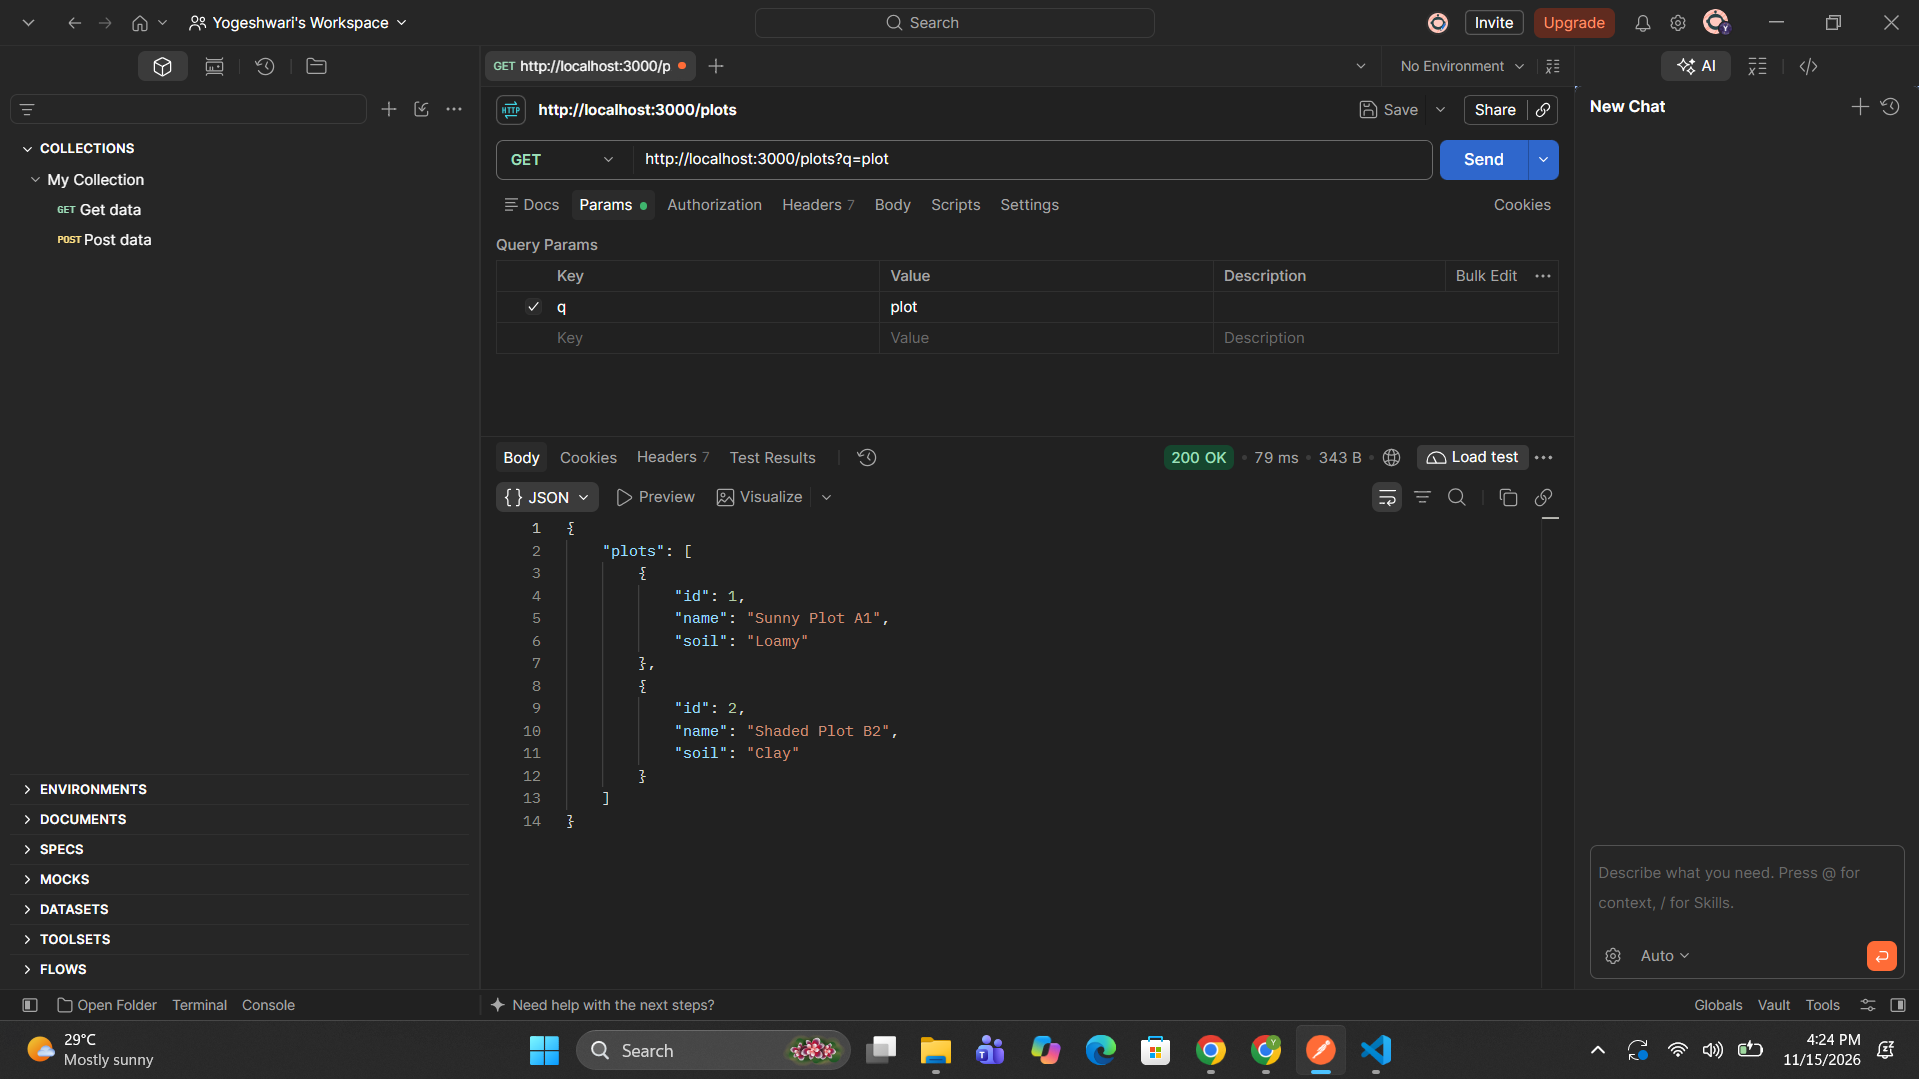 Yogeshwari's Workspace
Search
Invite
Upgrade
GET http://localhost:3000/p
No Environment
AI
http://localhost:3000/plots
Save
Share
New Chat
COLLECTIONS
My Collection
GET Get data
POST Post data
GET
http://localhost:3000/plots?q=plot
Send
Docs
Params
Authorization
Headers 7
Body
Scripts
Settings
Cookies
Query Params
Key Value Description Bulk Edit
q plot
Key Value Description
Body Cookies Headers 7 Test Results
200 OK • 79 ms • 343 B
Load test
{} JSON
Preview
Visualize
1 {
2 "plots": [
3 {
4 "id": 1,
5 "name": "Sunny Plot A1",
6 "soil": "Loamy"
7 },
8 {
9 "id": 2,
10 "name": "Shaded Plot B2",
11 "soil": "Clay"
12 }
13 ]
14 }
ENVIRONMENTS
DOCUMENTS
SPECS
MOCKS
DATASETS
TOOLSETS
FLOWS
Describe what you need. Press @ for
context, / for Skills.
Auto
Open Folder
Terminal
Console
Need help with the next steps?
Globals
Vault
Tools
29°C
Mostly sunny
Search
4:24 PM
11/15/2026